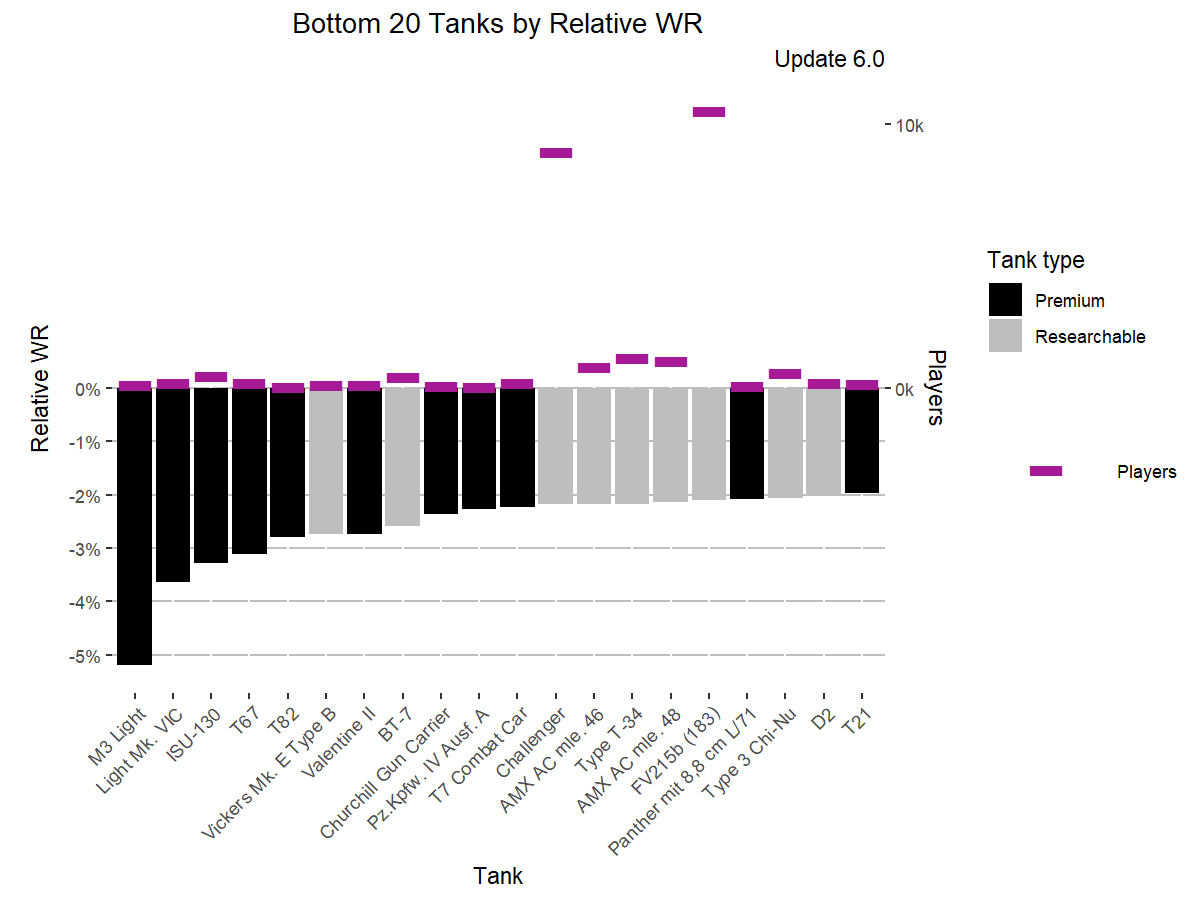 Bottom 20 Tanks by Relative WR
Update 6.0
10k
0k
Players
Relative WR
0%
-1%
-2%
-3%
-4%
-5%
M3 Light
Light Mk. VIC
ISU-130
T67
T82
Vickers Mk. E Type B
Valentine II
BT-7
Churchill Gun Carrier
Pz.Kpfw. IV Ausf. A
T7 Combat Car
Challenger
AMX AC mle. 46
Type T-34
AMX AC mle. 48
FV215b (183)
Panther mit 8,8 cm L/71
Type 3 Chi-Nu
D2
T21
Tank
Tank type
Premium
Researchable
Players